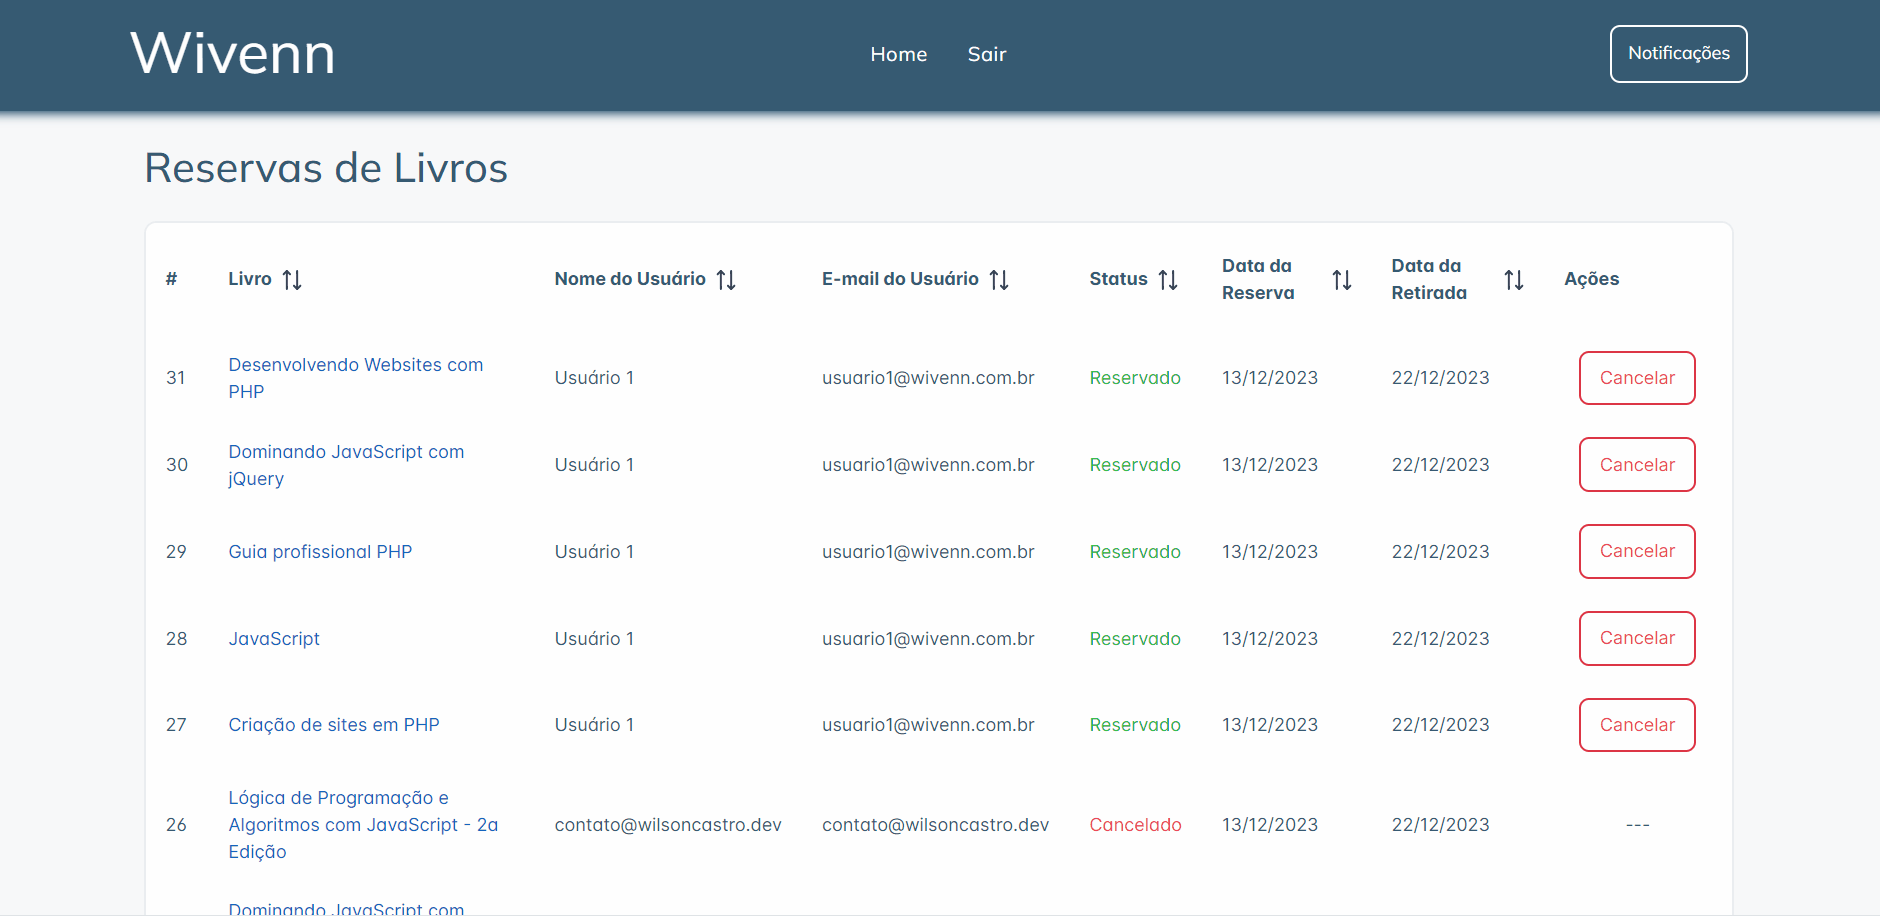 Wivenn
Home Sair
Notificações
Reservas de Livros
# Livro Nome do Usuário E-mail do Usuário Status Data da Reserva Data da Retirada Ações
31 Desenvolvendo Websites com PHP Usuário 1 usuario1@wivenn.com.br Reservado 13/12/2023 22/12/2023 Cancelar
30 Dominando JavaScript com jQuery Usuário 1 usuario1@wivenn.com.br Reservado 13/12/2023 22/12/2023 Cancelar
29 Guia profissional PHP Usuário 1 usuario1@wivenn.com.br Reservado 13/12/2023 22/12/2023 Cancelar
28 JavaScript Usuário 1 usuario1@wivenn.com.br Reservado 13/12/2023 22/12/2023 Cancelar
27 Criação de sites em PHP Usuário 1 usuario1@wivenn.com.br Reservado 13/12/2023 22/12/2023 Cancelar
26 Lógica de Programação e Algoritmos com JavaScript - 2a Edição contato@wilsoncastro.dev contato@wilsoncastro.dev Cancelado 13/12/2023 22/12/2023 ---
Dominando JavaScript com